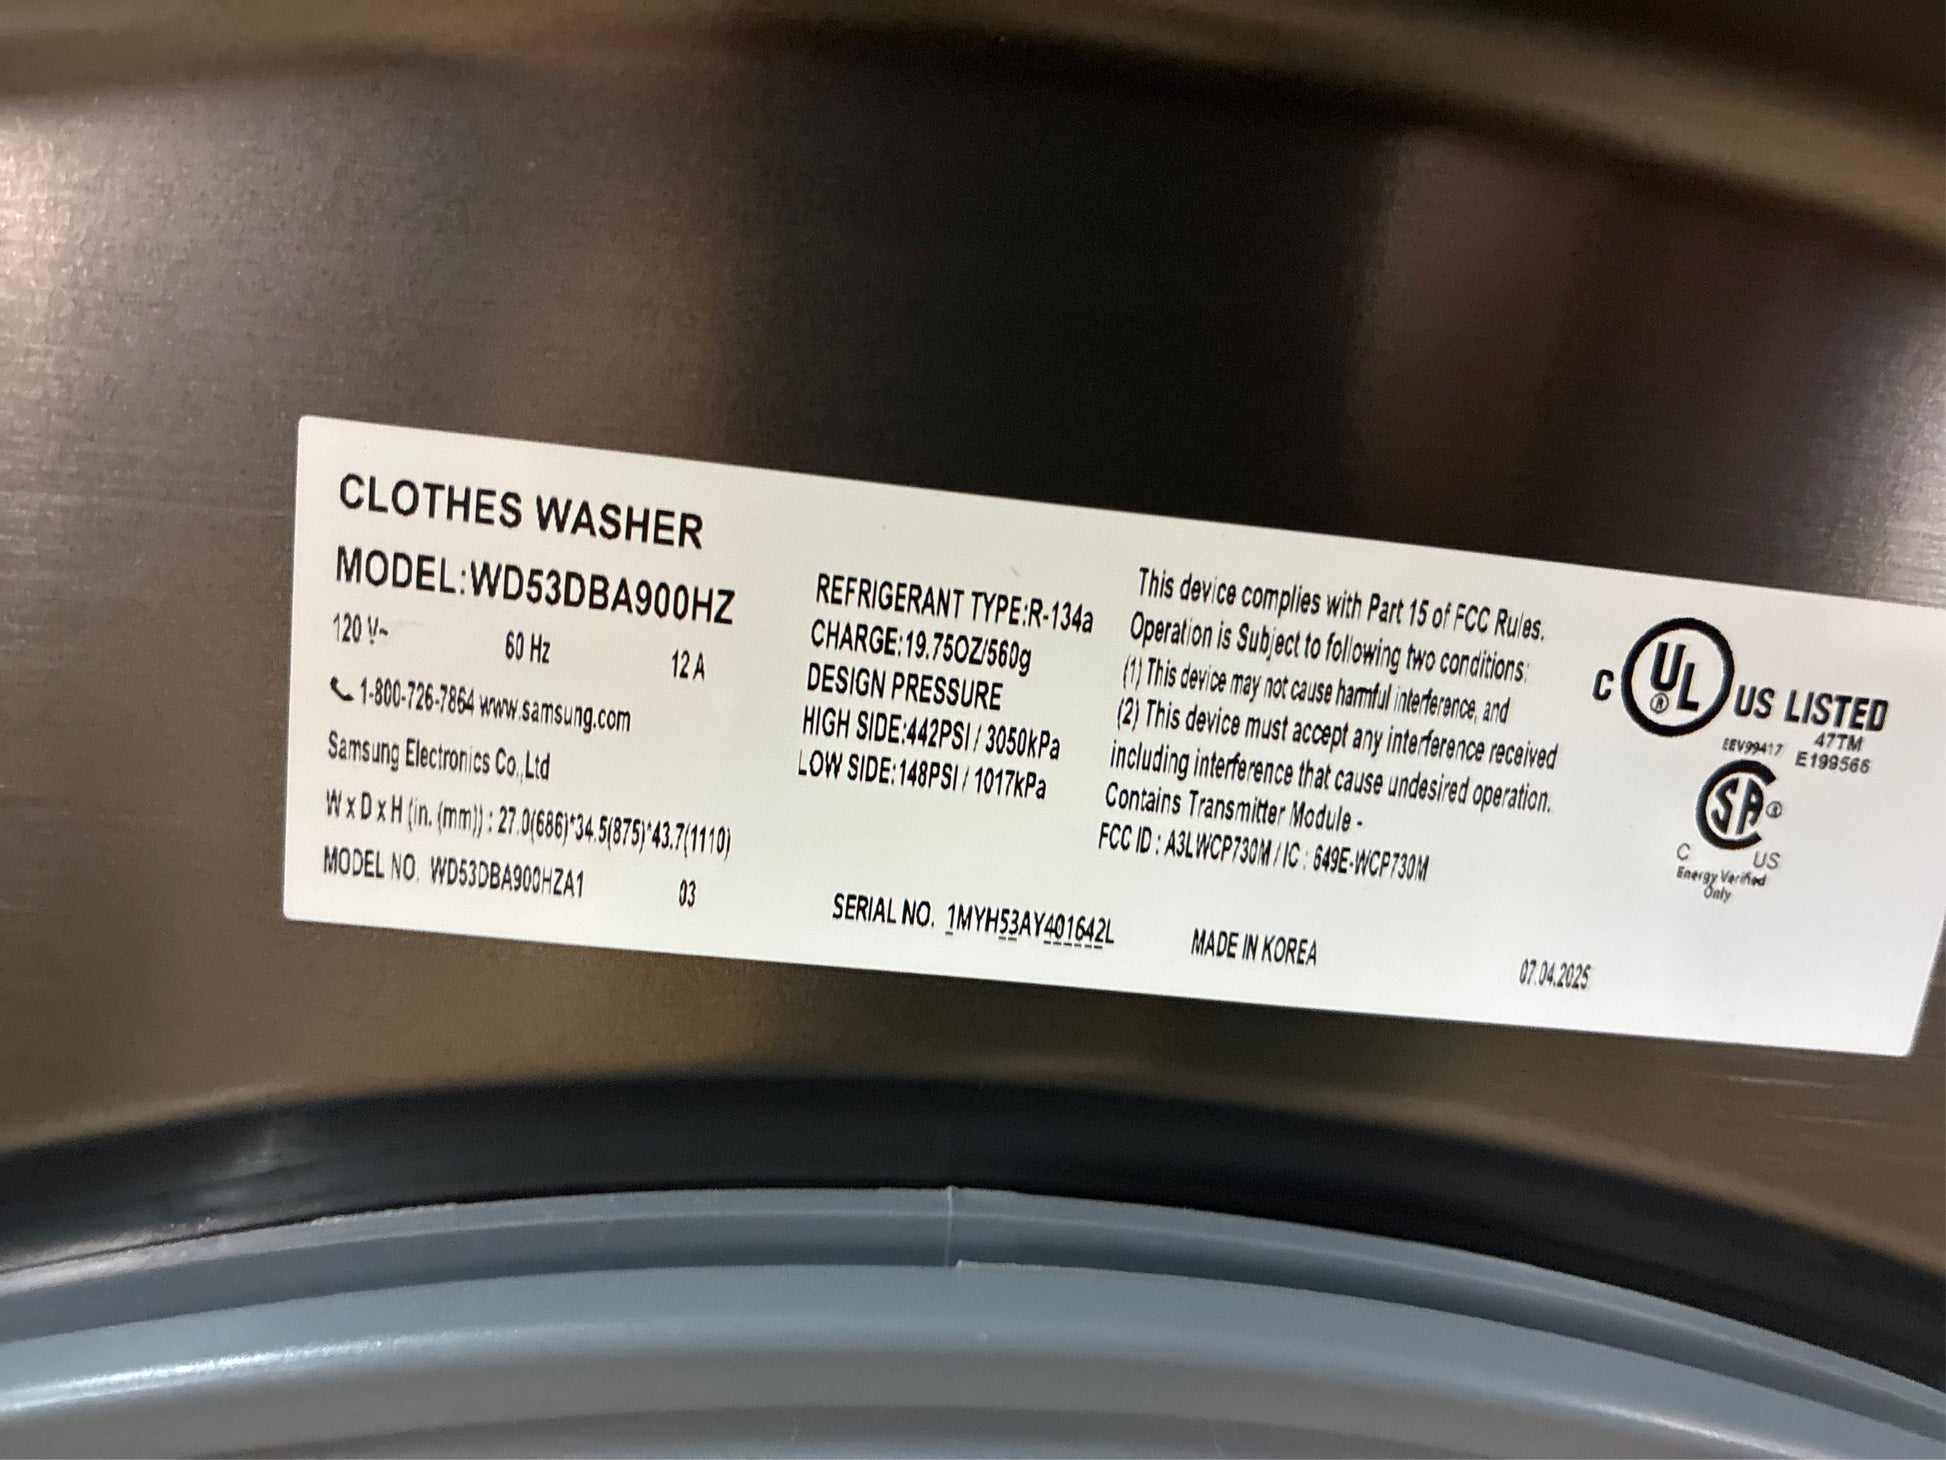 CLOTHES WASHER
MODEL:WD53DBA900HZ
120 V~ 60 Hz 12 A
1-800-726-7864 www.samsung.com
Samsung Electronics Co.,Ltd
W x D x H (in. (mm)) : 27.0(686)*34.5(875)*43.7(1110)
MODEL NO. WD53DBA900HZA1 03
REFRIGERANT TYPE:R-134a
CHARGE:19.75OZ/560g
DESIGN PRESSURE
HIGH SIDE:442PSI / 3050kPa
LOW SIDE:148PSI / 1017kPa
This device complies with Part 15 of FCC Rules.
Operation is Subject to following two conditions:
(1) This device may not cause harmful interference, and
(2) This device must accept any interference received
including interference that cause undesired operation.
Contains Transmitter Module -
FCC ID : A3LWCP730M / IC : 649E-WCP730M
SERIAL NO. 1MYH53AY401642L
MADE IN KOREA
07.04.2025
C UL ® US LISTED
47TM
EEV99417 E199566
SA ®
C US
Energy Verified
Only